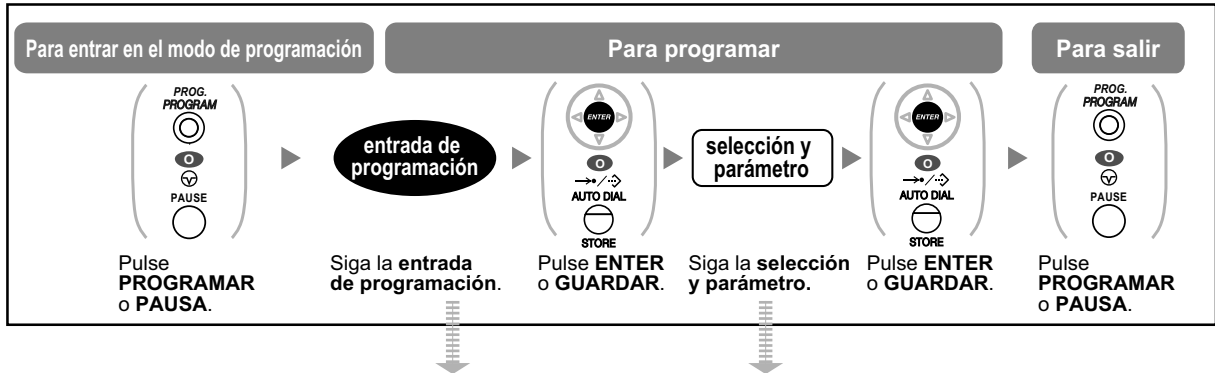 Para entrar en el modo de programación
Para programar
Para salir
PROG.
PROGRAM
O
PAUSE
entrada de
programación
ENTER
O
AUTO DIAL
STORE
selección y
parámetro
ENTER
O
AUTO DIAL
STORE
PROG.
PROGRAM
O
PAUSE
Pulse
PROGRAMAR
o PAUSA.
Siga la entrada
de programación.
Pulse ENTER
o GUARDAR.
Siga la selección
y parámetro.
Pulse ENTER
o GUARDAR.
Pulse
PROGRAMAR
o PAUSA.